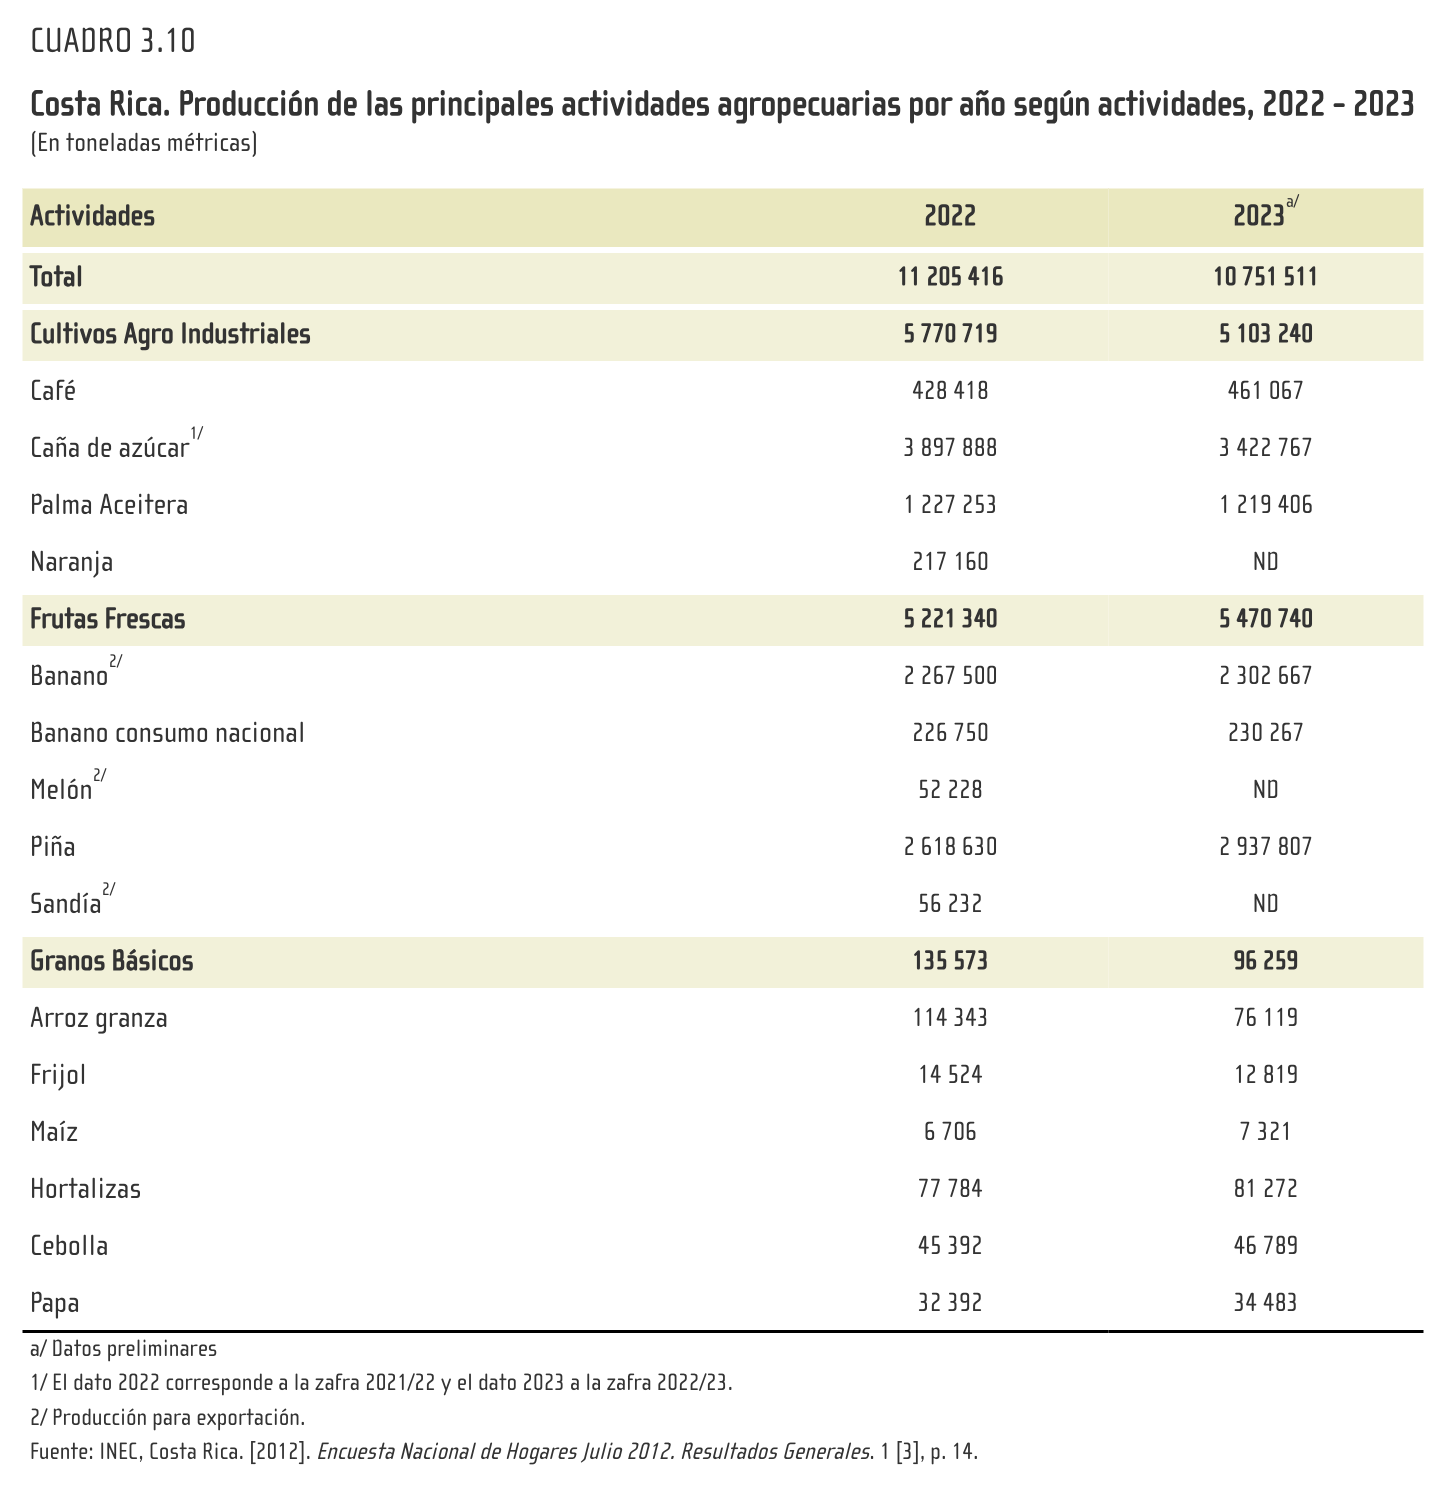 CUADRO 3.10
Costa Rica. Producción de las principales actividades agropecuarias por año según actividades, 2022 - 2023
(En toneladas métricas)
Actividades 2022 2023 a/
Total 11 205 416 10 751 511
Cultivos Agro Industriales 5 770 719 5 103 240
Café 428 418 461 067
Caña de azúcar 1/ 3 897 888 3 422 767
Palma Aceitera 1 227 253 1 219 406
Naranja 217 160 ND
Frutas Frescas 5 221 340 5 470 740
Banano 2/ 2 267 500 2 302 667
Banano consumo nacional 226 750 230 267
Melón 2/ 52 228 ND
Piña 2 618 630 2 937 807
Sandía 2/ 56 232 ND
Granos Básicos 135 573 96 259
Arroz granza 114 343 76 119
Frijol 14 524 12 819
Maíz 6 706 7 321
Hortalizas 77 784 81 272
Cebolla 45 392 46 789
Papa 32 392 34 483
a/ Datos preliminares
1/ El dato 2022 corresponde a la zafra 2021/22 y el dato 2023 a la zafra 2022/23.
2/ Producción para exportación.
Fuente: INEC, Costa Rica. [2012]. Encuesta Nacional de Hogares Julio 2012. Resultados Generales. 1 [3], p. 14.